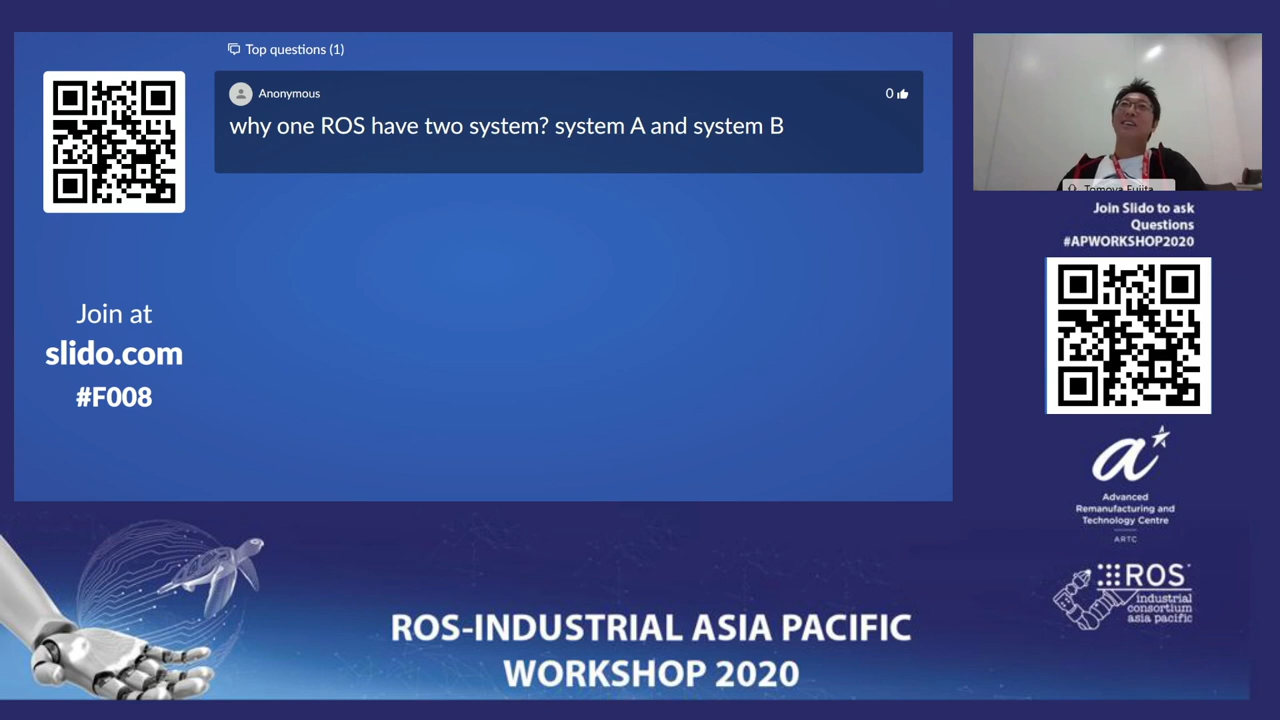 Top questions (1)
Anonymous
0
why one ROS have two system? system A and system B
Join at
slido.com
#F008
Tomoya Fujita
Join Slido to ask
Questions
#APWORKSHOP2020
Advanced
Remanufacturing and
Technology Centre
ARTC
ROS
industrial
consortium
asia pacific
ROS-INDUSTRIAL ASIA PACIFIC
WORKSHOP 2020